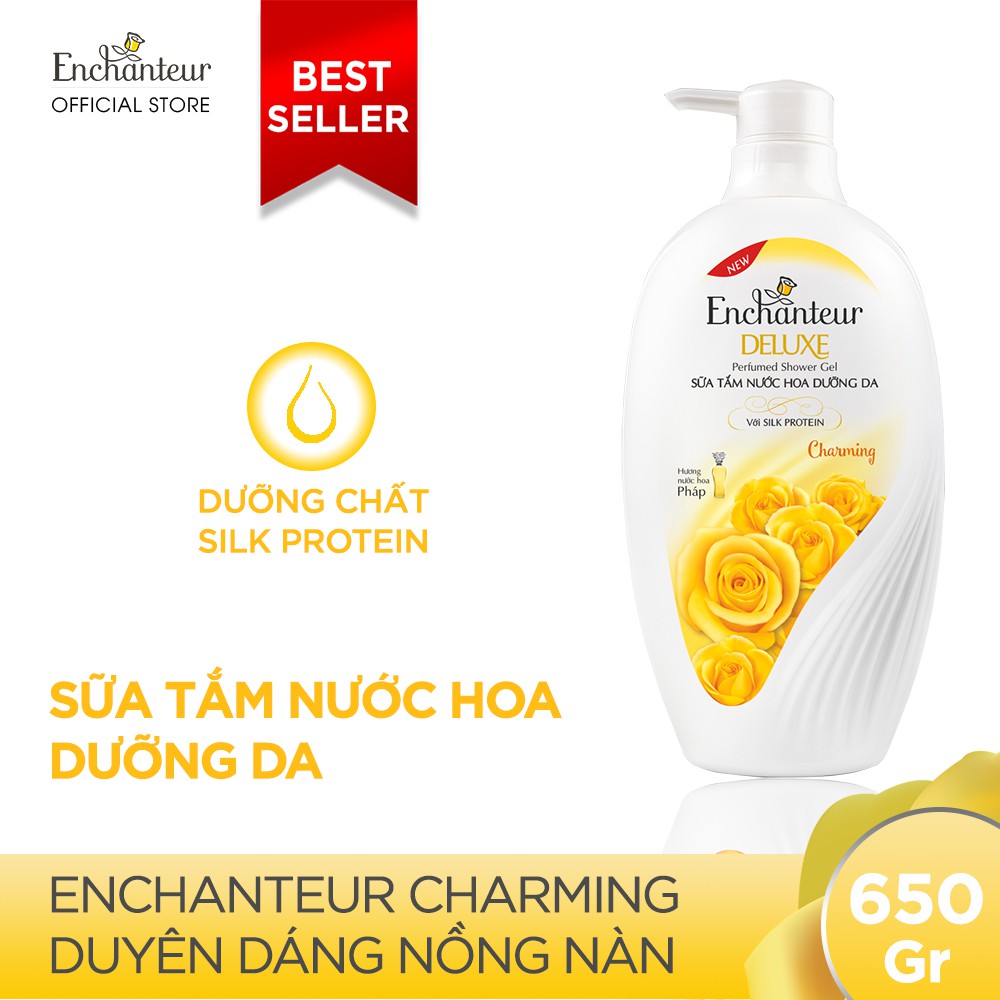 Enchanteur
OFFICIAL STORE
BEST
SELLER
NEW
Enchanteur
DELUXE
Perfumed Shower Gel
SỮA TẮM NƯỚC HOA DƯỠNG DA
Với SILK PROTEIN
Charming
Hương
nước hoa
Pháp
DƯỠNG CHẤT
SILK PROTEIN
SỮA TẮM NƯỚC HOA
DƯỠNG DA
ENCHANTEUR CHARMING
DUYÊN DÁNG NỒNG NÀN
650
Gr